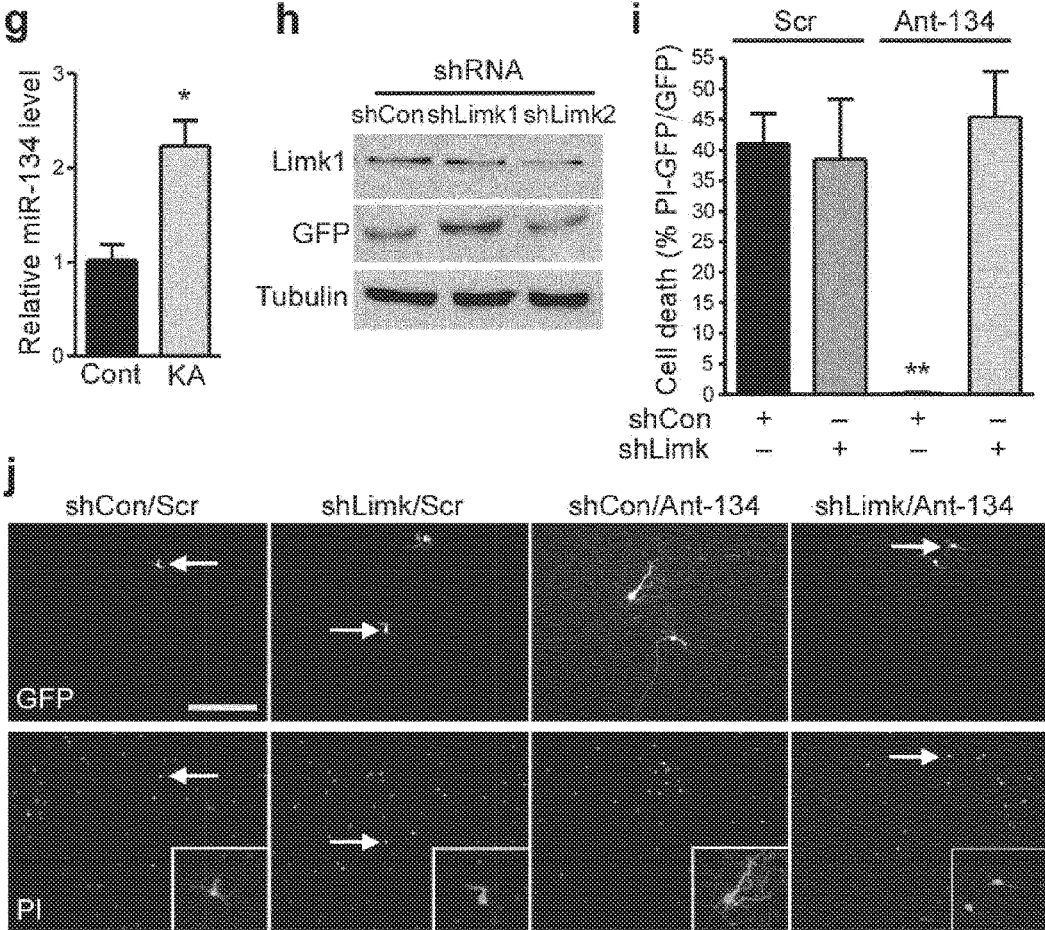 g
Relative miR-134 level
3
2
1
0
*
Cont KA
h
shRNA
shCon shLimk1 shLimk2
Limk1
GFP
Tubulin
i
Scr Ant-134
Cell death (% PI-GFP/GFP)
55
50
45
40
35
30
25
20
15
10
5
0
**
shCon + – + –
shLimk – + – +
j
shCon/Scr shLimk/Scr shCon/Ant-134 shLimk/Ant-134
GFP
PI